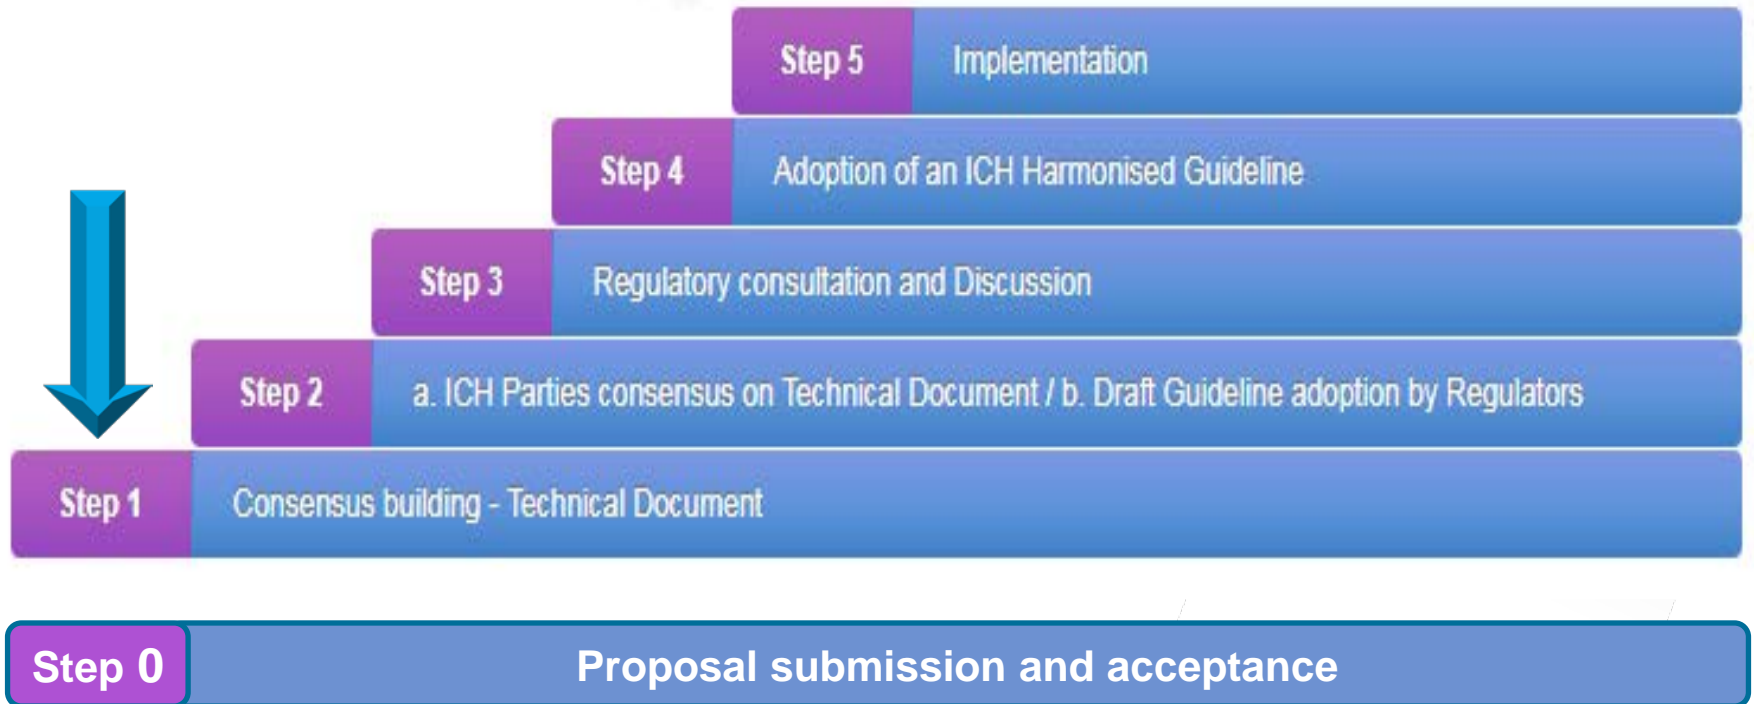 Step 5 Implementation
Step 4 Adoption of an ICH Harmonised Guideline
Step 3 Regulatory consultation and Discussion
Step 2 a. ICH Parties consensus on Technical Document / b. Draft Guideline adoption by Regulators
Step 1 Consensus building - Technical Document
Step 0 Proposal submission and acceptance